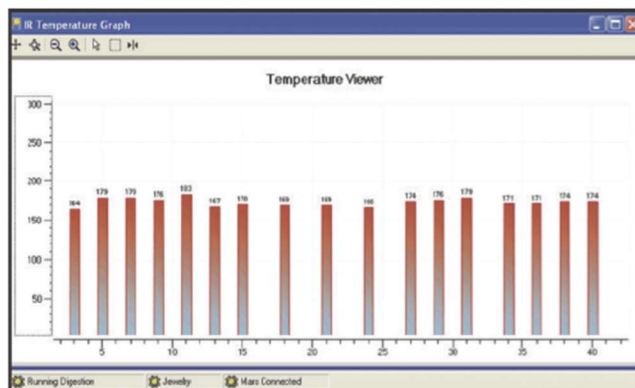 IR Temperature Graph
Temperature Viewer
300
250
200
150
100
50
164 179 179 176 183 167 170 169 169 174 176 179 171 171 174 174
5 10 15 20 25 30 35 40
Running Digestion Jewelry Mars Connected